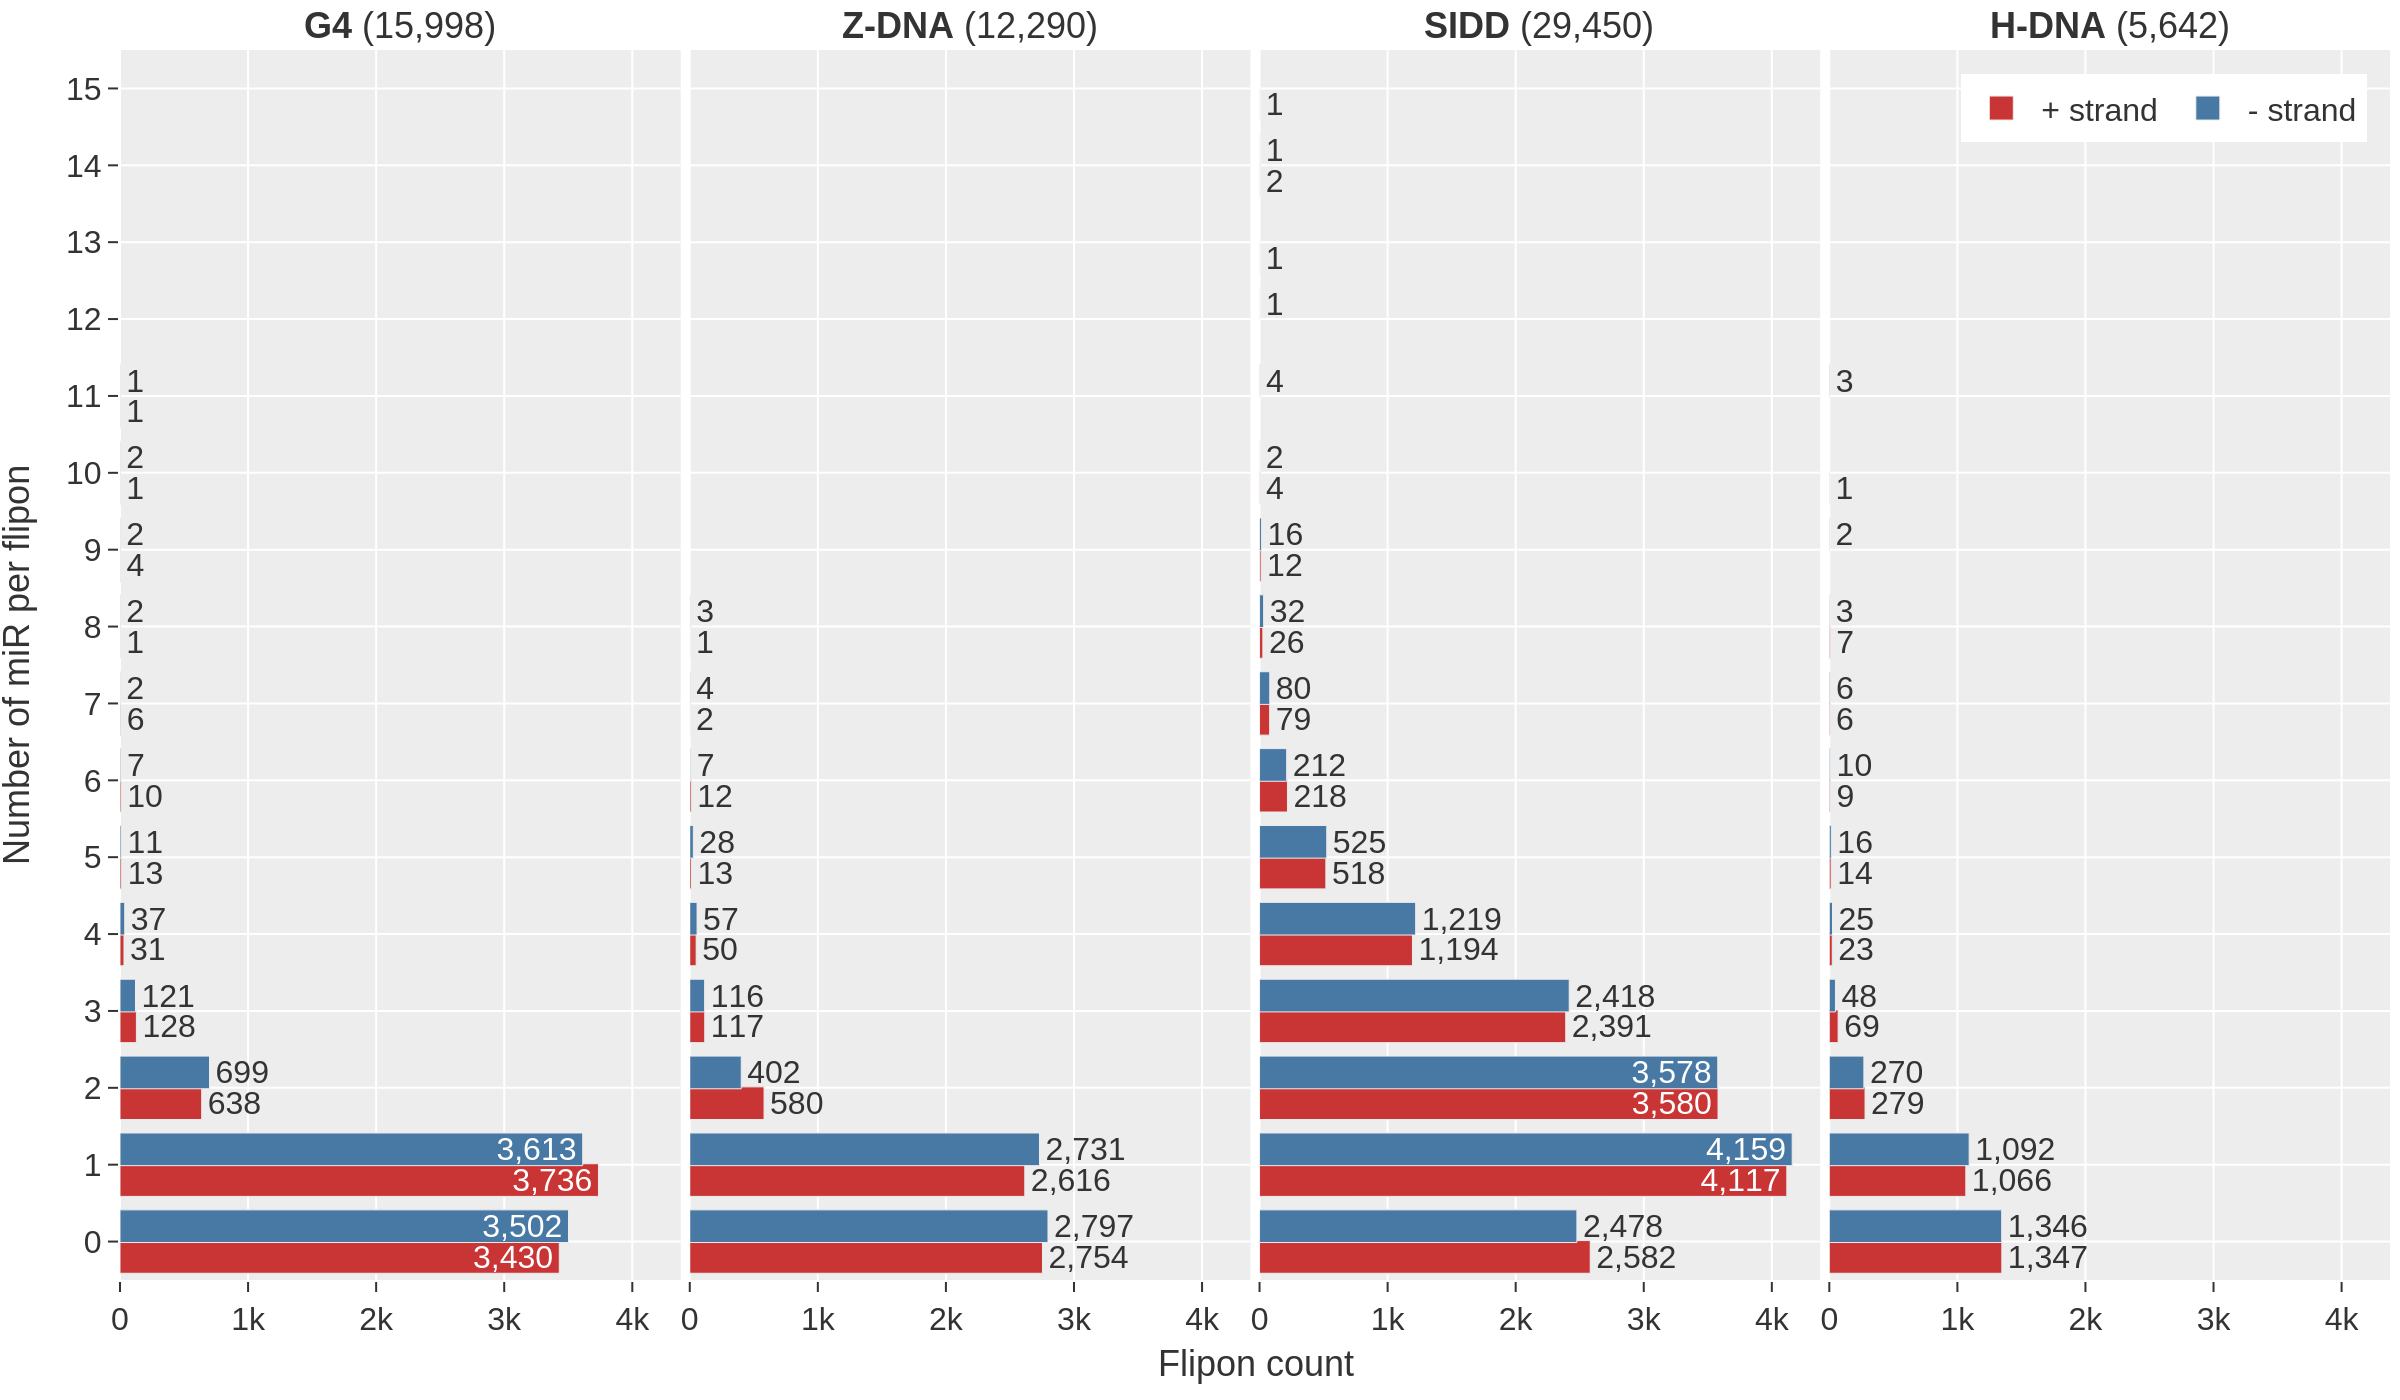 G4 (15,998) Z-DNA (12,290) SIDD (29,450) H-DNA (5,642)
+ strand - strand
Number of miR per flipon
15 1
14 1
2
13
1
12 1
11 1 4 3
1
10 2 2
1 4 1
9 2 16 2
4 12
8 2 3 32 3
1 1 26 7
7 2 4 80 6
6 2 79 6
6 7 7 212 10
10 12 218 9
5 11 28 525 16
13 13 518 14
4 37 57 1,219 25
31 50 1,194 23
3 121 116 2,418 48
128 117 2,391 69
2 699 402 3,578 270
638 580 3,580 279
1 3,613 2,731 4,159 1,092
3,736 2,616 4,117 1,066
0 3,502 2,797 2,478 1,346
3,430 2,754 2,582 1,347
0 1k 2k 3k 4k 0 1k 2k 3k 4k 0 1k 2k 3k 4k 0 1k 2k 3k 4k
Flipon count